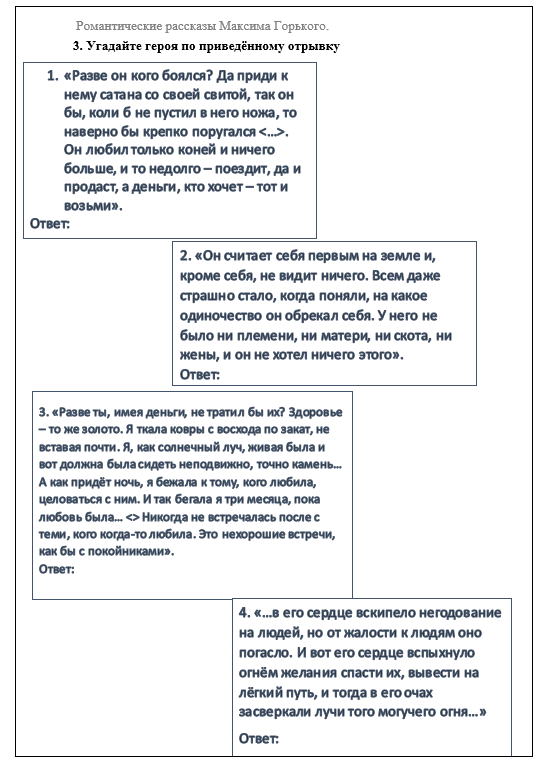 Романтические рассказы Максима Горького.
3. Угадайте героя по приведённому отрывку
1. «Разве он кого боялся? Да приди к
нему сатана со своей свитой, так он
бы, коли б не пустил в него ножа, то
наверно бы крепко поругался <…>.
Он любил только коней и ничего
больше, и то недолго – поездит, да и
продаст, а деньги, кто хочет – тот и
возьми».
Ответ:
2. «Он считает себя первым на земле и,
кроме себя, не видит ничего. Всем даже
страшно стало, когда поняли, на какое
одиночество он обрекал себя. У него не
было ни племени, ни матери, ни скота, ни
жены, и он не хотел ничего этого».
Ответ:
3. «Разве ты, имея деньги, не тратил бы их? Здоровье
– то же золото. Я ткала ковры с восхода по закат, не
вставая почти. Я, как солнечный луч, живая была и
вот должна была сидеть неподвижно, точно камень…
А как придёт ночь, я бежала к тому, кого любила,
целоваться с ним. И так бегала я три месяца, пока
любовь была… <> Никогда не встречалась после с
теми, кого когда-то любила. Это нехорошие встречи,
как бы с покойниками».
Ответ:
4. «…в его сердце вскипело негодование
на людей, но от жалости к людям оно
погасло. И вот его сердце вспыхнуло
огнём желания спасти их, вывести на
лёгкий путь, и тогда в его очах
засверкали лучи того могучего огня…»
Ответ: